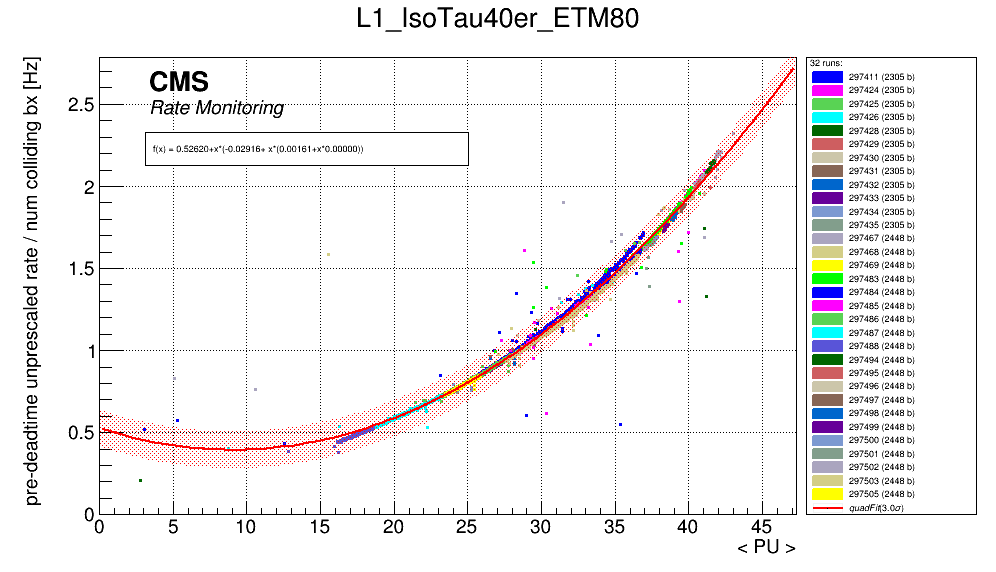 L1_IsoTau40er_ETM80
pre-deadtime unprescaled rate / num colliding bx [Hz]
CMS
Rate Monitoring
f(x) = 0.52620+x*(-0.02916+ x*(0.00161+x*0.00000))
2.5
2
1.5
1
0.5
0
0 5 10 15 20 25 30 35 40 45
< PU >
32 runs:
297411 (2305 b)
297424 (2305 b)
297425 (2305 b)
297426 (2305 b)
297428 (2305 b)
297429 (2305 b)
297430 (2305 b)
297431 (2305 b)
297432 (2305 b)
297433 (2305 b)
297434 (2305 b)
297435 (2305 b)
297467 (2448 b)
297468 (2448 b)
297469 (2448 b)
297483 (2448 b)
297484 (2448 b)
297485 (2448 b)
297486 (2448 b)
297487 (2448 b)
297488 (2448 b)
297494 (2448 b)
297495 (2448 b)
297496 (2448 b)
297497 (2448 b)
297498 (2448 b)
297499 (2448 b)
297500 (2448 b)
297501 (2448 b)
297502 (2448 b)
297503 (2448 b)
297505 (2448 b)
quadFit(3.0σ)